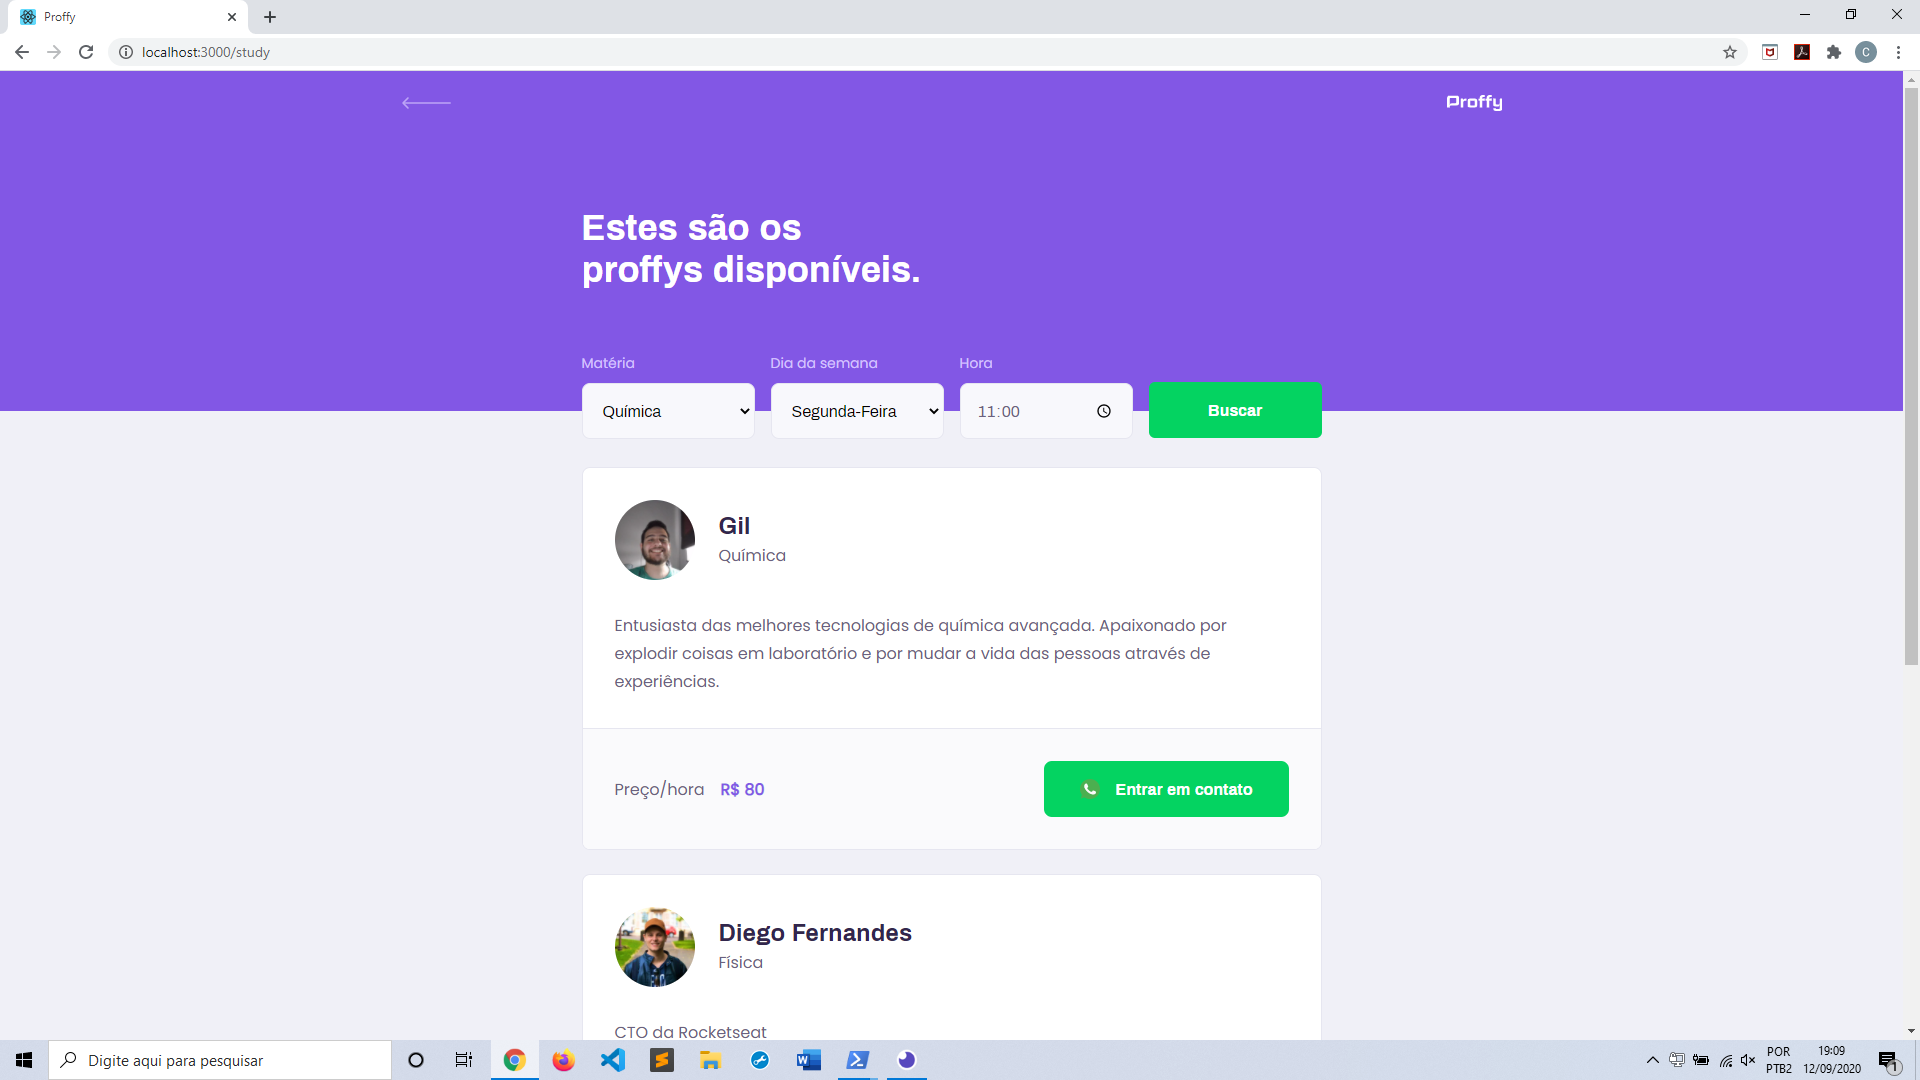 Proffy
localhost:3000/study
C
Proffy
Estes são os
proffys disponíveis.
Matéria Dia da semana Hora
Química Segunda-Feira 11:00 Buscar
Gil
Química
Entusiasta das melhores tecnologias de química avançada. Apaixonado por
explodir coisas em laboratório e por mudar a vida das pessoas através de
experiências.
Preço/hora R$ 80 Entrar em contato
Diego Fernandes
Física
CTO da Rocketseat
Digite aqui para pesquisar
POR 19:09
PTB2 12/09/2020
1